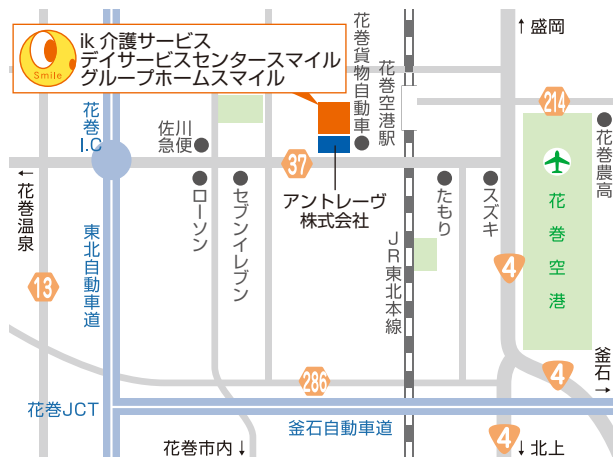 Smile
ik 介護サービス
デイサービスセンタースマイル
グループホームスマイル
↑盛岡
花巻貨物自動車
花巻空港駅
214
花巻I.C
佐川
急便
37
花巻農高
←花巻温泉
ローソン
セブンイレブン
アントレーヴ
株式会社
たもり
スズキ
花巻空港
東北自動車道
JR東北本線
4
13
釜石→
4
286
花巻JCT
釜石自動車道
4
花巻市内↓
↓北上